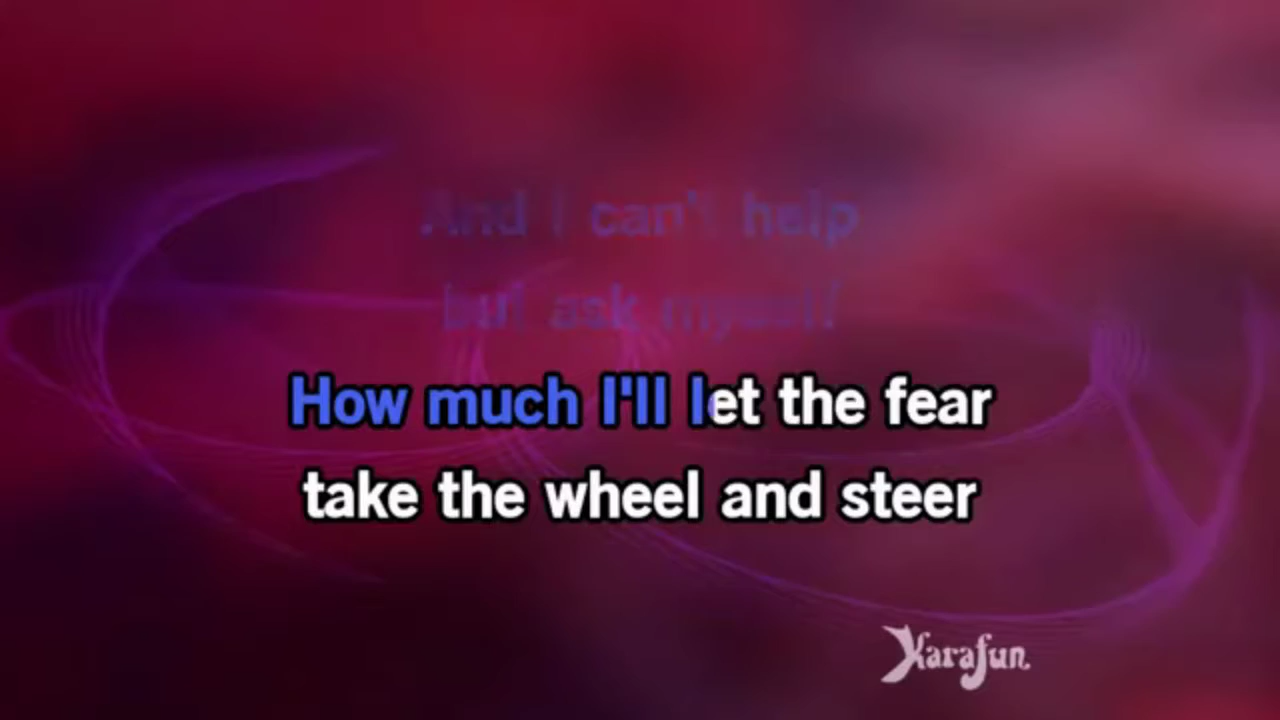 And I can't help
but ask myself
How much I'll let the fear
take the wheel and steer
Karafun